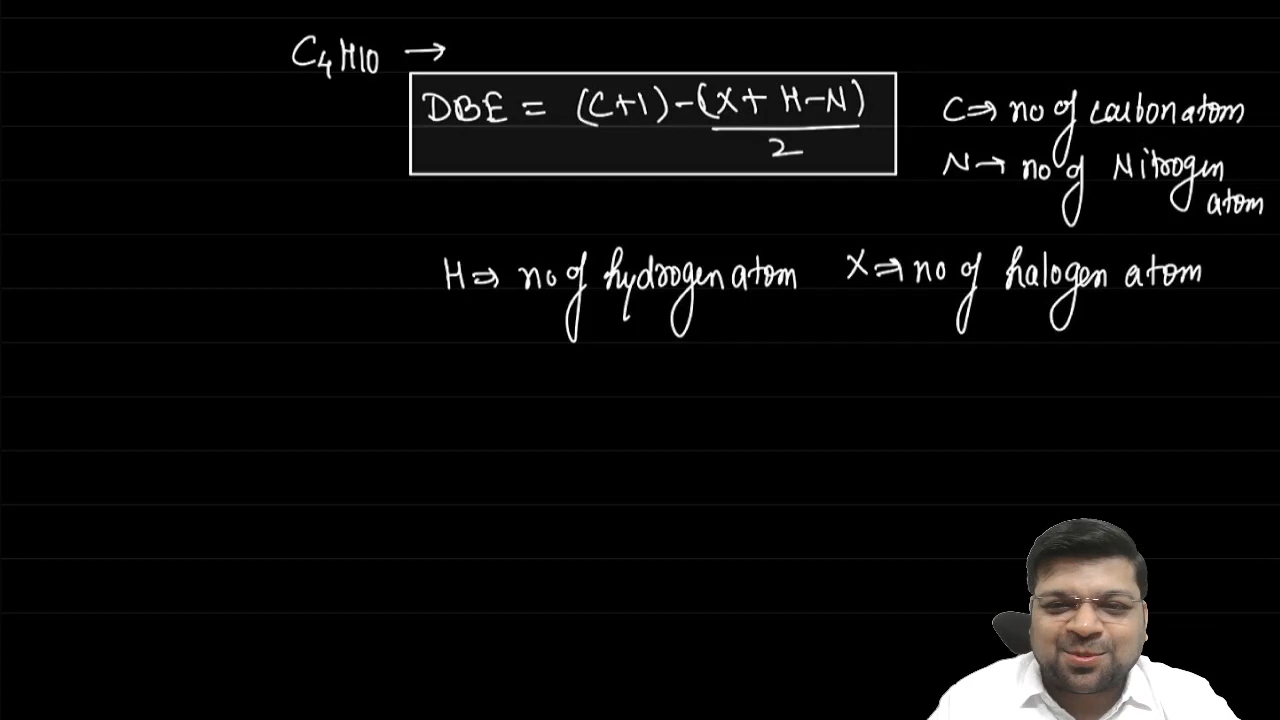 C₄H10 →
DBE = (C+1) - (X + H - N)
2
C ⇒ no of carbon atom
N → no of Nitrogen
atom
H ⇒ no of hydrogen atom X ⇒ no of halogen atom